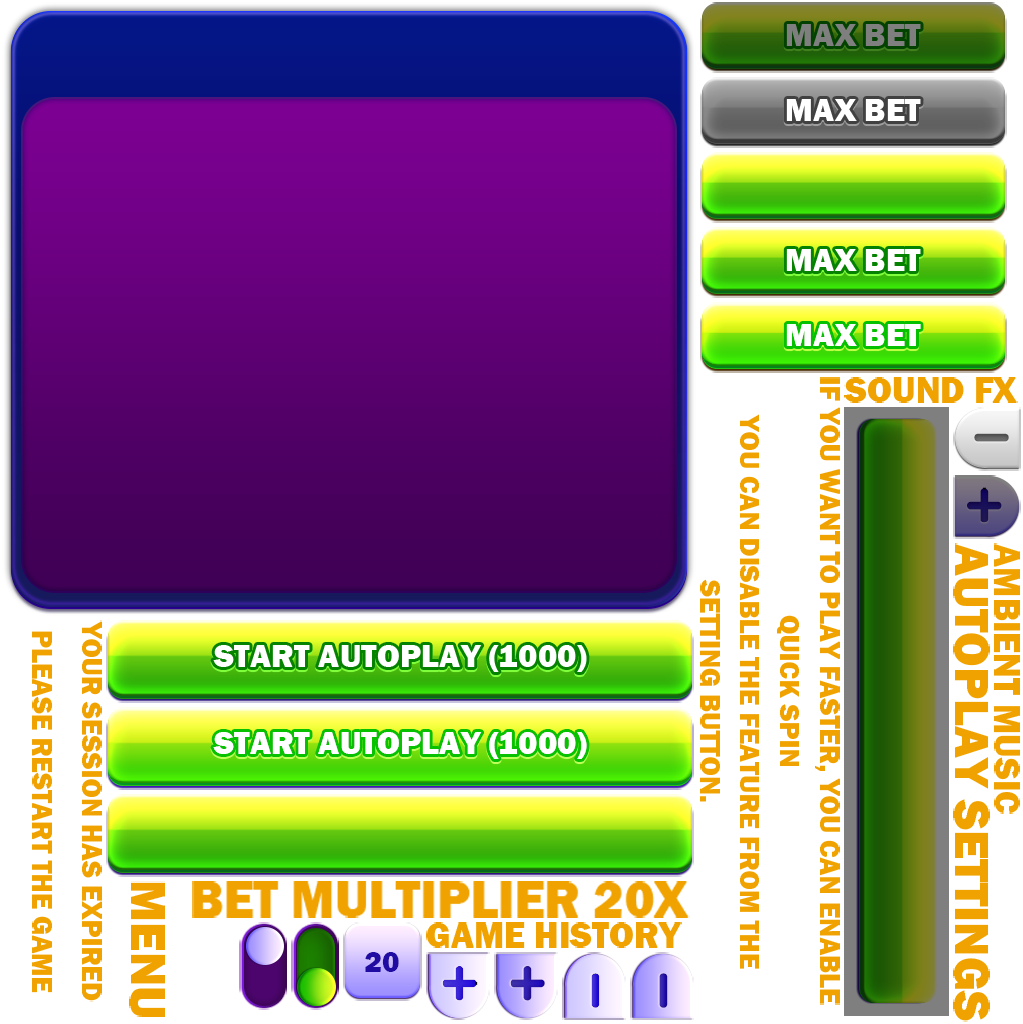 MAX BET
MAX BET
MAX BET
MAX BET
SOUND FX
IF YOU WANT TO PLAY FASTER, YOU CAN ENABLE
QUICK SPIN
YOU CAN DISABLE THE FEATURE FROM THE
SETTING BUTTON.
AMBIENT MUSIC
AUTOPLAY SETTINGS
START AUTOPLAY (1000)
START AUTOPLAY (1000)
YOUR SESSION HAS EXPIRED
PLEASE RESTART THE GAME
MENU
BET MULTIPLIER 20X
GAME HISTORY
20